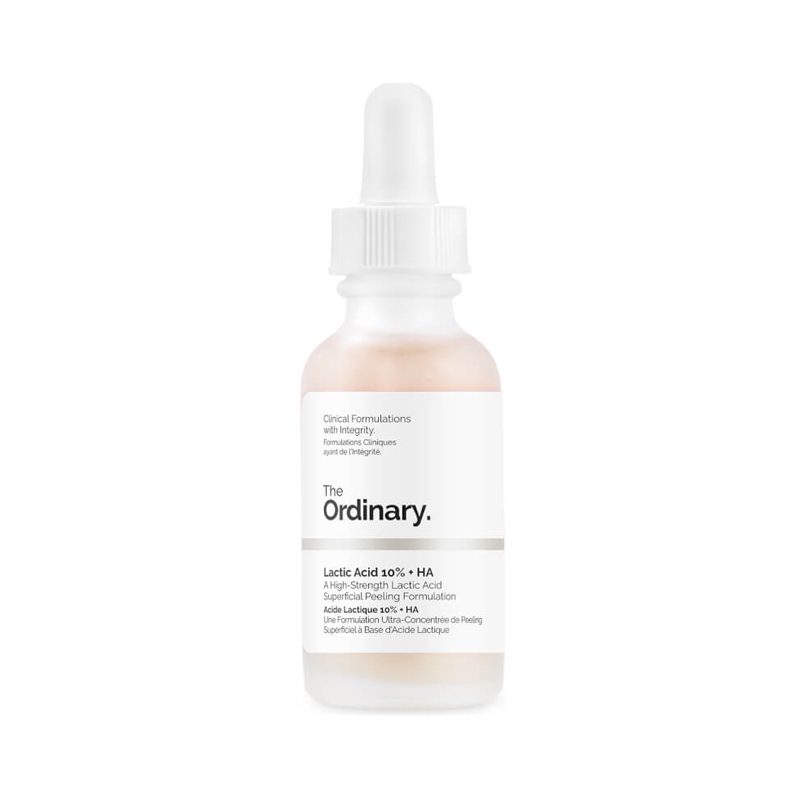 Clinical Formulations
with Integrity.
Formulations Cliniques
ayant de l'Intégrité.
The
Ordinary.
Lactic Acid 10% + HA
A High-Strength Lactic Acid
Superficial Peeling Formulation
Acide Lactique 10% + HA
Une Formulation Ultra-Concentrée de Peeling
Superficiel à Base d'Acide Lactique